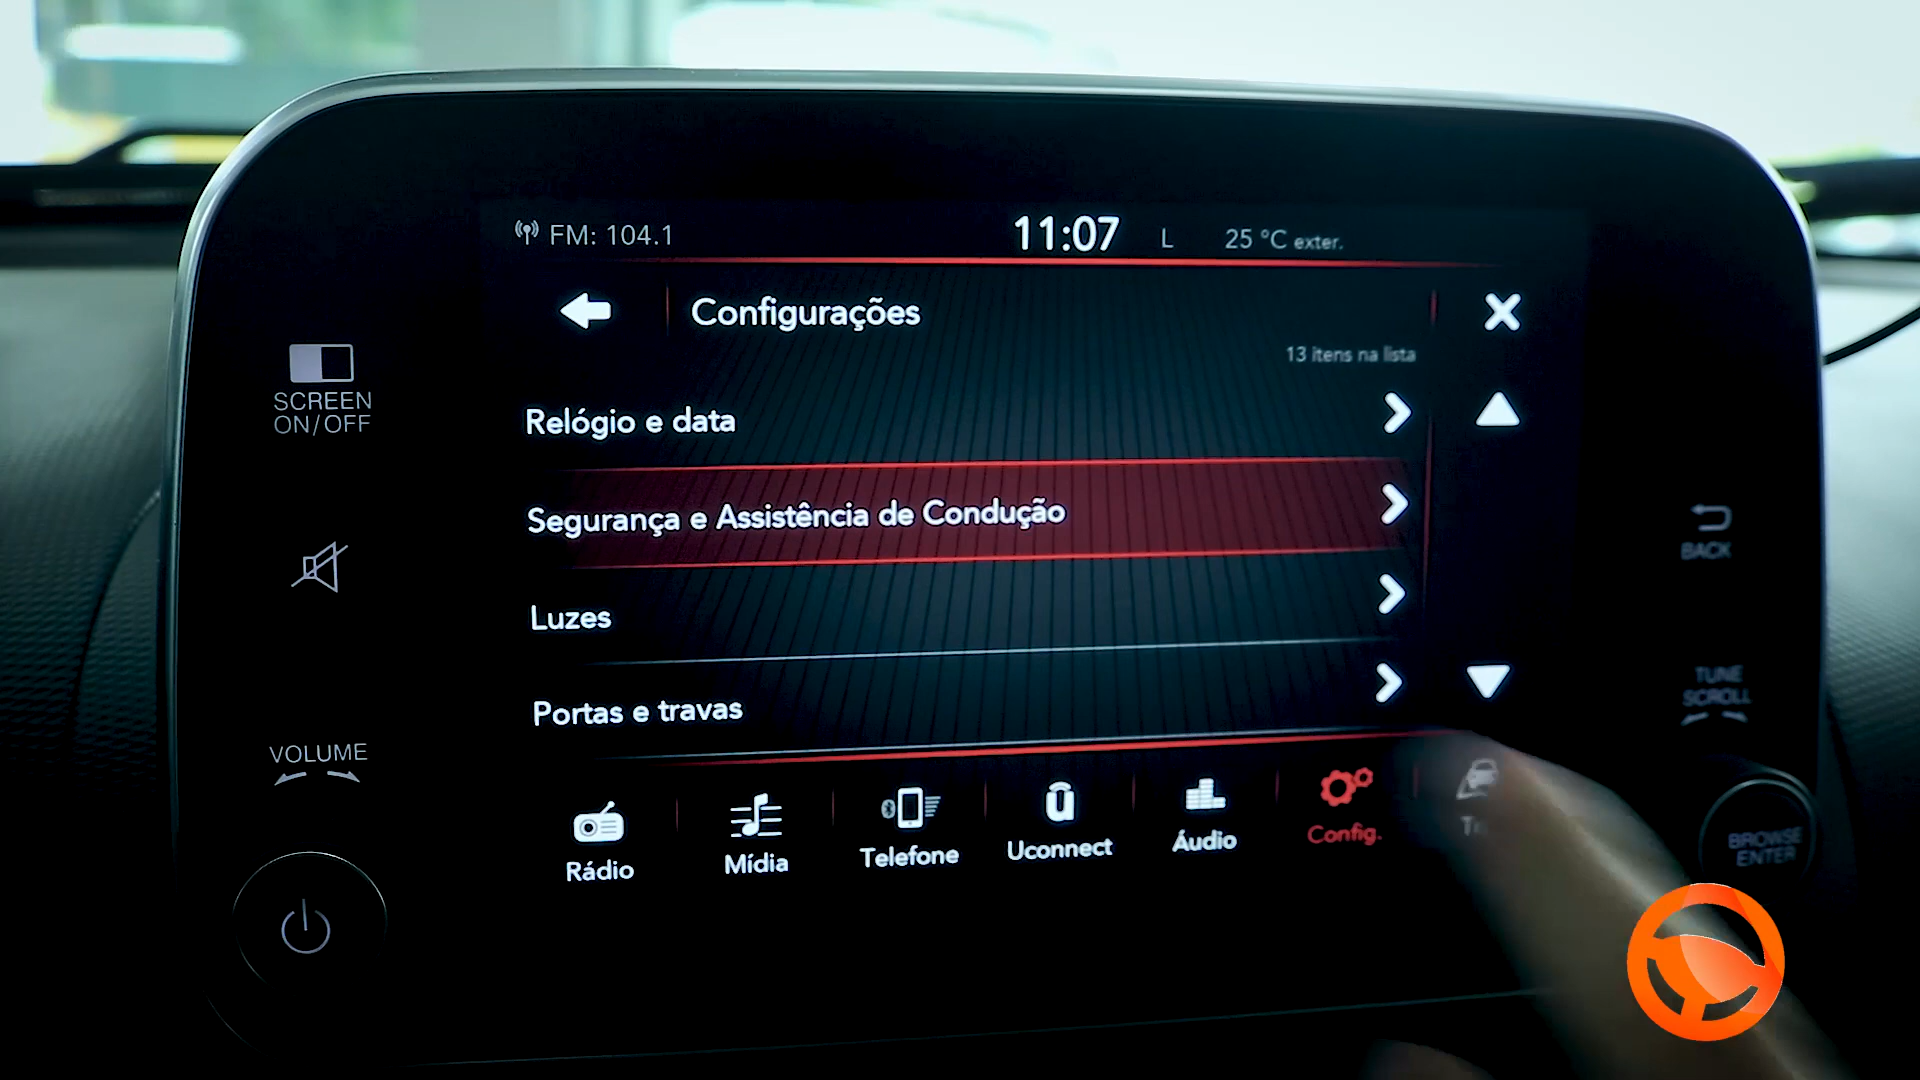 FM: 104.1
11:07
L
25 °C exter.
Configurações
13 itens na lista
SCREEN
ON/OFF
Relógio e data
Segurança e Assistência de Condução
BACK
Luzes
TUNE
SCROLL
Portas e travas
VOLUME
Rádio
Mídia
Telefone
Uconnect
Áudio
Config.
BROWSE
ENTER